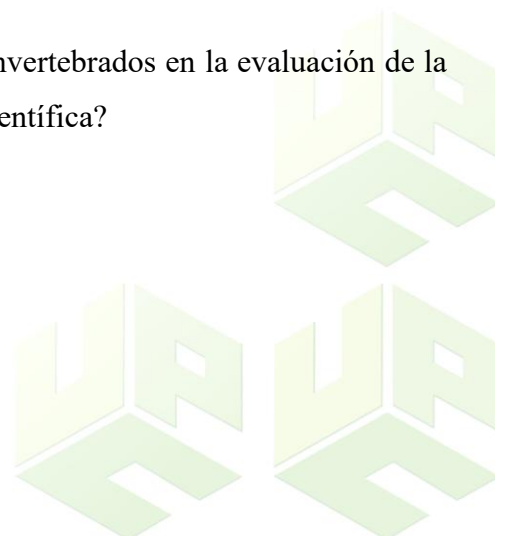 nvertebrados en la evaluación de la
entífica?